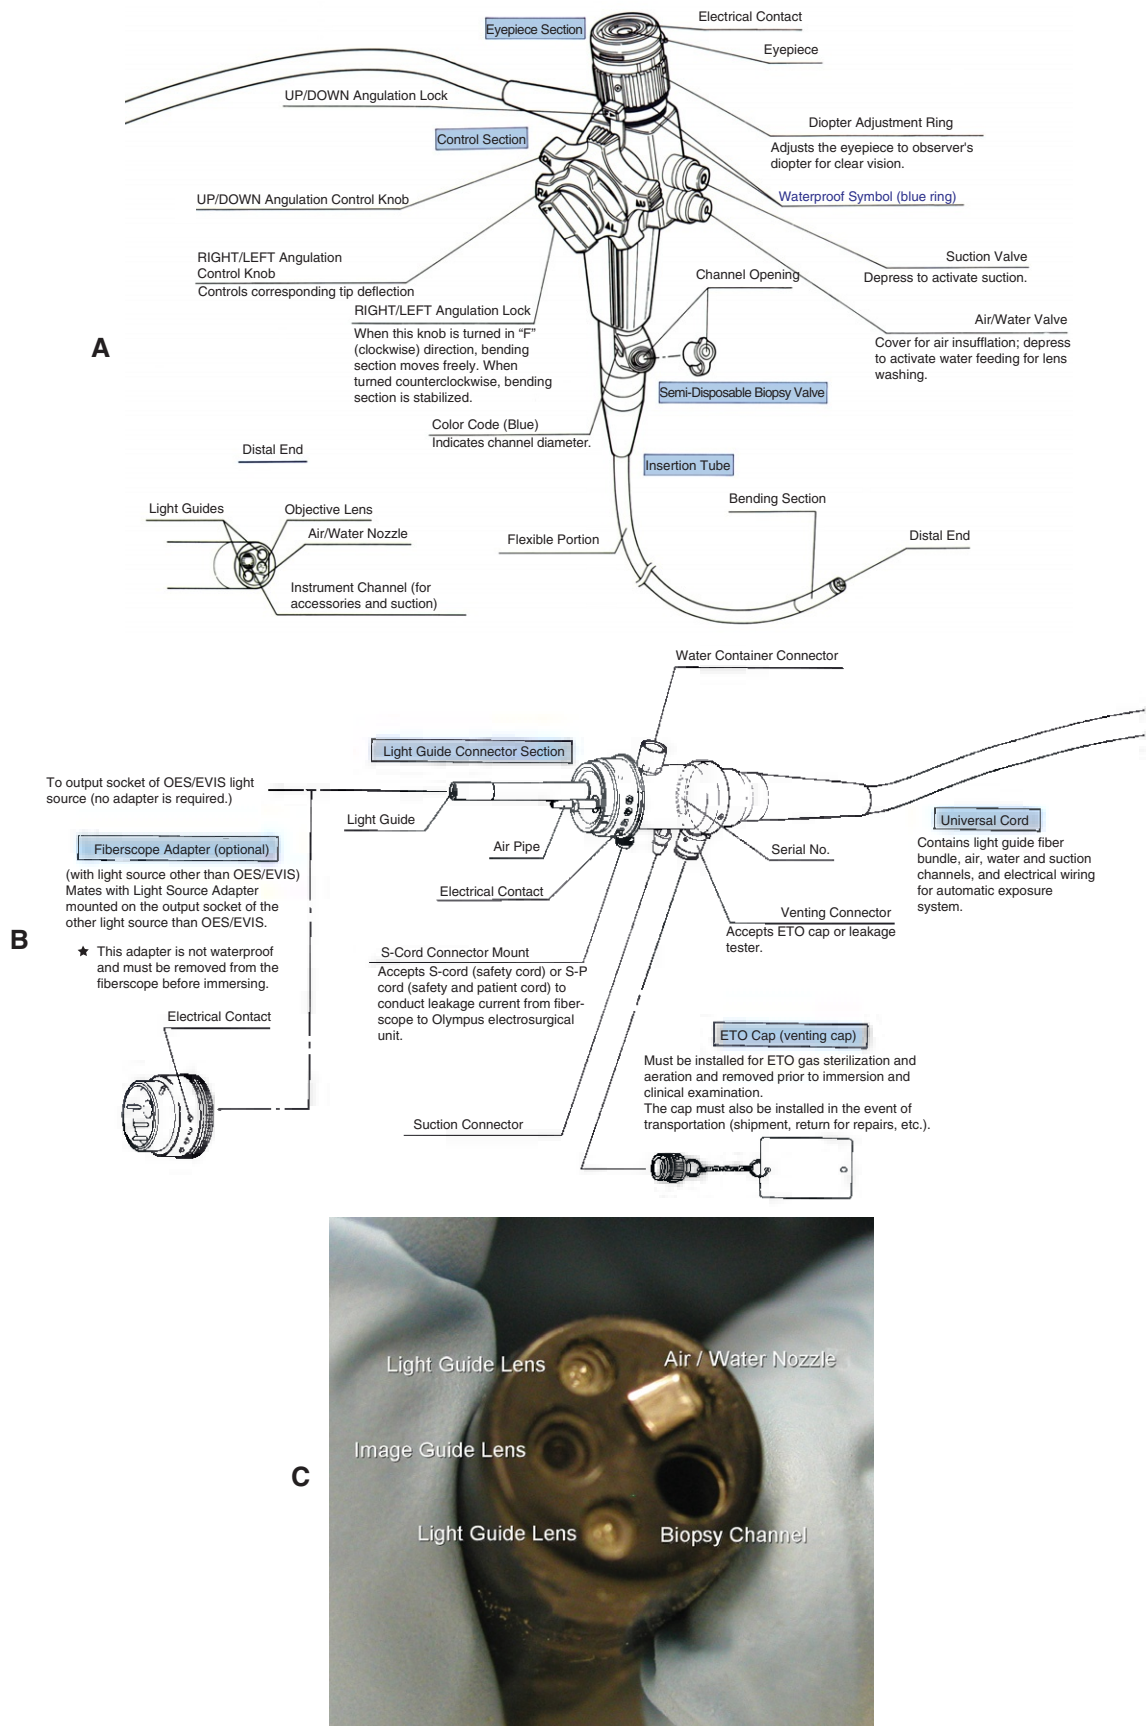 Electrical Contact
Eyepiece Section
Eyepiece
UP/DOWN Angulation Lock
Diopter Adjustment Ring
Adjusts the eyepiece to observer's
diopter for clear vision.
Control Section
Waterproof Symbol (blue ring)
UP/DOWN Angulation Control Knob
RIGHT/LEFT Angulation
Control Knob
Controls corresponding tip deflection
Suction Valve
Depress to activate suction.
Channel Opening
RIGHT/LEFT Angulation Lock
When this knob is turned in “F”
(clockwise) direction, bending
section moves freely. When
turned counterclockwise, bending
section is stabilized.
Air/Water Valve
Cover for air insufflation; depress
to activate water feeding for lens
washing.
A
Semi-Disposable Biopsy Valve
Color Code (Blue)
Indicates channel diameter.
Distal End
Insertion Tube
Bending Section
Light Guides
Objective Lens
Air/Water Nozzle
Flexible Portion
Distal End
Instrument Channel (for
accessories and suction)
Water Container Connector
Light Guide Connector Section
To output socket of OES/EVIS light
source (no adapter is required.)
Light Guide
Universal Cord
Contains light guide fiber
bundle, air, water and suction
channels, and electrical wiring
for automatic exposure
system.
Fiberscope Adapter (optional)
(with light source other than OES/EVIS)
Mates with Light Source Adapter
mounted on the output socket of the
other light source than OES/EVIS.
Air Pipe
Serial No.
Electrical Contact
Venting Connector
Accepts ETO cap or leakage
tester.
B
★ This adapter is not waterproof
and must be removed from the
fiberscope before immersing.
S-Cord Connector Mount
Accepts S-cord (safety cord) or S-P
cord (safety and patient cord) to
conduct leakage current from fiber-
scope to Olympus electrosurgical
unit.
Electrical Contact
ETO Cap (venting cap)
Must be installed for ETO gas sterilization and
aeration and removed prior to immersion and
clinical examination.
The cap must also be installed in the event of
transportation (shipment, return for repairs, etc.).
Suction Connector
Light Guide Lens
Air / Water Nozzle
Image Guide Lens
C
Light Guide Lens
Biopsy Channel